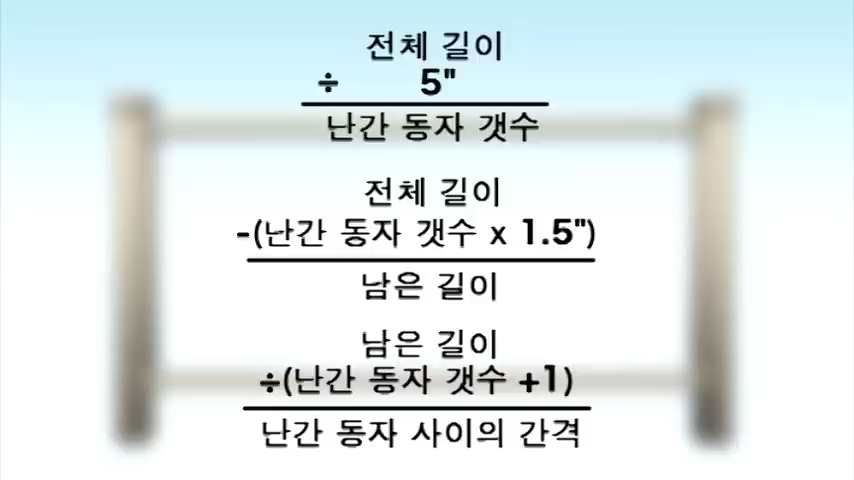 전체 길이
÷ 5"
난간 동자 갯수
전체 길이
-(난간 동자 갯수 x 1.5")
남은 길이
남은 길이
÷(난간 동자 갯수 +1)
난간 동자 사이의 간격